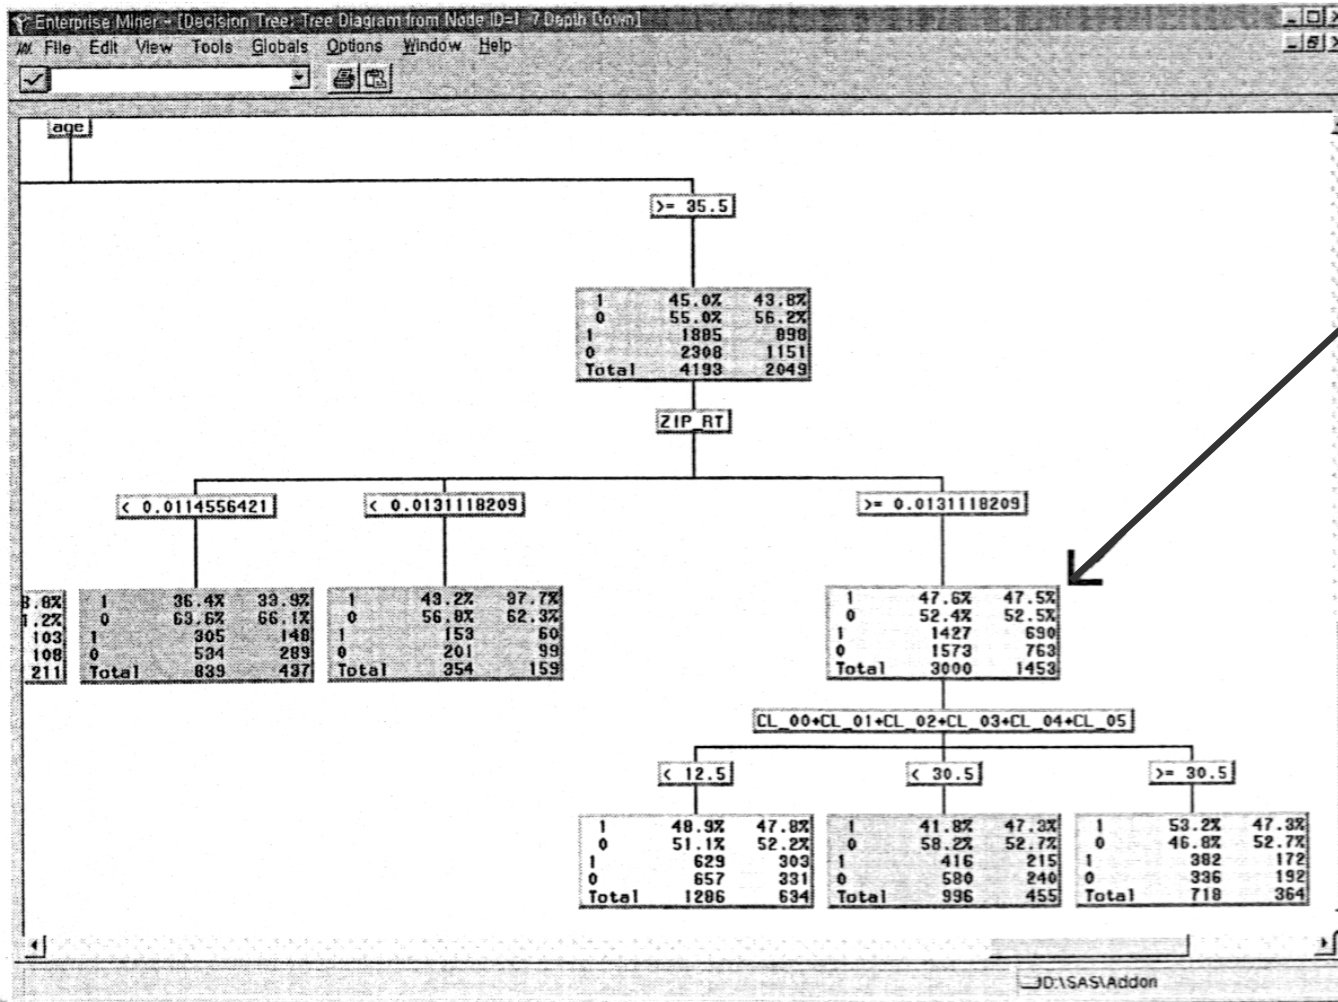 Enterprise Miner - [Decision Tree: Tree Diagram from Node ID=1 -7 Depth Down]
File Edit View Tools Globals Options Window Help
age
>= 35.5
1 45.0% 43.8%
0 55.0% 56.2%
1 1885 898
0 2308 1151
Total 4193 2049
ZIP_RT
< 0.0114556421
< 0.0131118209
>= 0.0131118209
8.8%
1.2%
103
108
211
1 36.4% 33.9%
0 63.6% 66.1%
1 305 148
0 534 289
Total 839 437
1 43.2% 37.7%
0 56.8% 62.3%
1 153 60
0 201 99
Total 354 159
1 47.6% 47.5%
0 52.4% 52.5%
1 1427 690
0 1573 763
Total 3000 1453
CL_00+CL_01+CL_02+CL_03+CL_04+CL_05
< 12.5
< 30.5
>= 30.5
1 48.9% 47.8%
0 51.1% 52.2%
1 629 303
0 657 331
Total 1286 634
1 41.8% 47.3%
0 58.2% 52.7%
1 416 215
0 580 240
Total 996 455
1 53.2% 47.3%
0 46.8% 52.7%
1 382 172
0 336 192
Total 718 364
D:\SAS\Addon